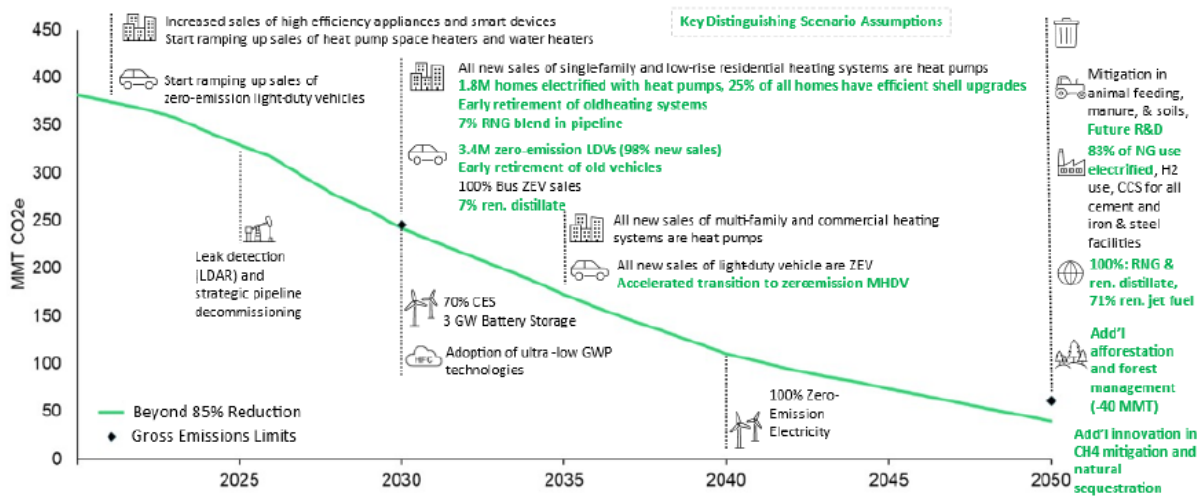 Increased sales of high efficiency appliances and smart devices
Start ramping up sales of heat pump space heaters and water heaters
Key Distinguishing Scenario Assumptions
Start ramping up sales of
zero-emission light-duty vehicles
All new sales of singlefamily and low-rise residential heating systems are heat pumps
1.8M homes electrified with heat pumps, 25% of all homes have efficient shell upgrades
Early retirement of oldheating systems
7% RNG blend in pipeline
3.4M zero-emission LDVs (98% new sales)
Early retirement of old vehicles
100% Bus ZEV sales
7% ren. distillate
All new sales of multi-family and commercial heating
systems are heat pumps
All new sales of light-duty vehicle are ZEV
Accelerated transition to zeroemission MHDV
Leak detection
(LDAR) and
strategic pipeline
decommissioning
70% CES
3 GW Battery Storage
HFC
Adoption of ultra -low GWP
technologies
100% Zero-
Emission
Electricity
Mitigation in
animal feeding,
manure, & soils,
Future R&D
83% of NG use
electrified, H2
use, CCS for all
cement and
iron & steel
facilities
100%: RNG &
ren. distillate,
71% ren. jet fuel
Add'l
afforestation
and forest
management
(-40 MMT)
Add'l innovation in
CH4 mitigation and
natural
sequestration
MMT CO2e
450
400
350
300
250
200
150
100
50
0
Beyond 85% Reduction
Gross Emissions Limits
2025
2030
2035
2040
2045
2050